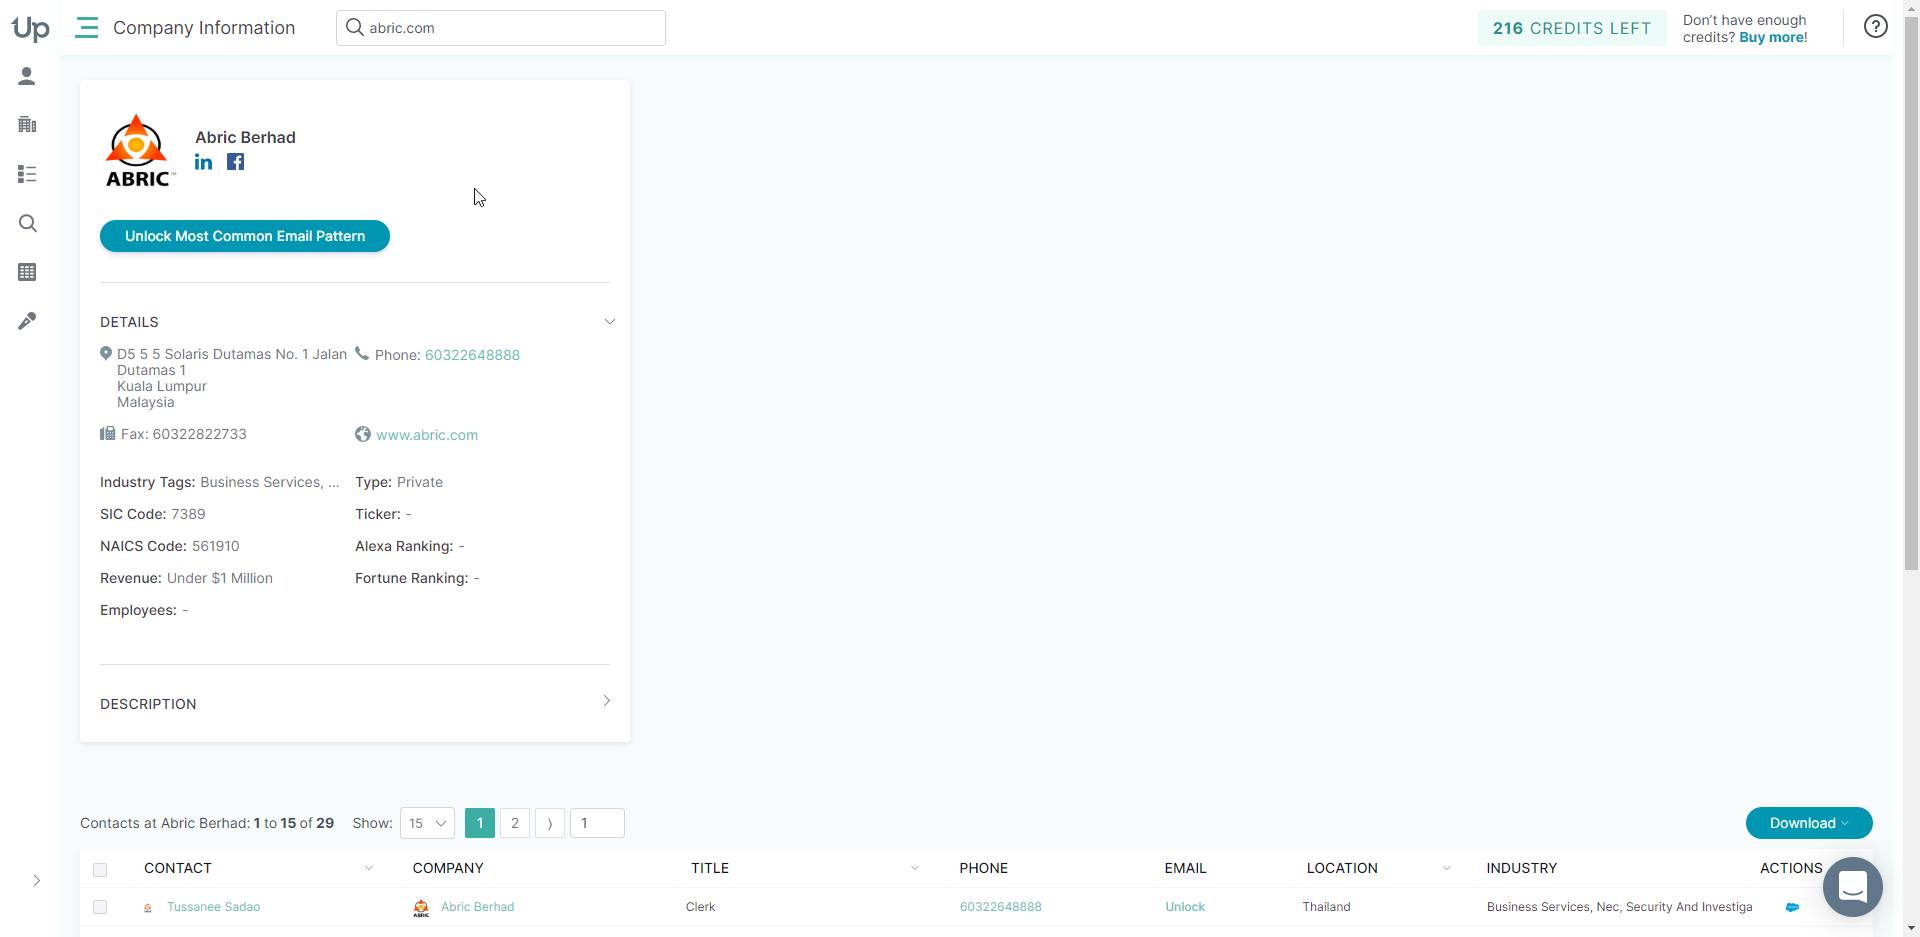 Up
Company Information
abric.com
216 CREDITS LEFT
Don't have enough
credits? Buy more!
ABRIC™
Abric Berhad
Unlock Most Common Email Pattern
DETAILS
D5 5 5 Solaris Dutamas No. 1 Jalan
Dutamas 1
Kuala Lumpur
Malaysia
Phone: 60322648888
Fax: 60322822733
www.abric.com
Industry Tags: Business Services, ...
Type: Private
SIC Code: 7389
Ticker: -
NAICS Code: 561910
Alexa Ranking: -
Revenue: Under $1 Million
Fortune Ranking: -
Employees: -
DESCRIPTION
Contacts at Abric Berhad: 1 to 15 of 29
Show: 15
1 2 ⟩ 1
Download
CONTACT COMPANY TITLE PHONE EMAIL LOCATION INDUSTRY ACTIONS
Tussanee Sadao ABRIC Abric Berhad Clerk 60322648888 Unlock Thailand Business Services, Nec, Security And Investiga